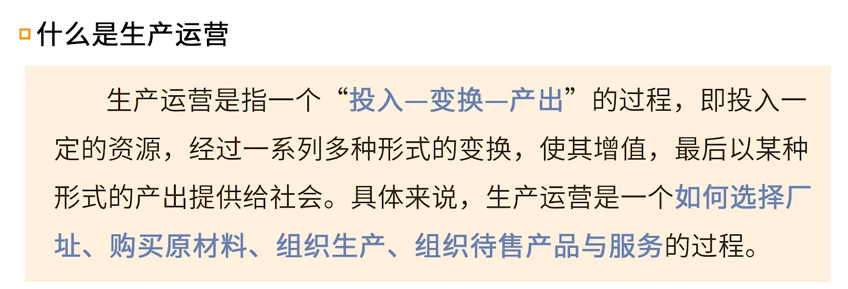 什么是生产运营
生产运营是指一个“投入—变换—产出”的过程，即投入一
定的资源，经过一系列多种形式的变换，使其增值，最后以某种
形式的产出提供给社会。具体来说，生产运营是一个如何选择厂
址、购买原材料、组织生产、组织待售产品与服务的过程。